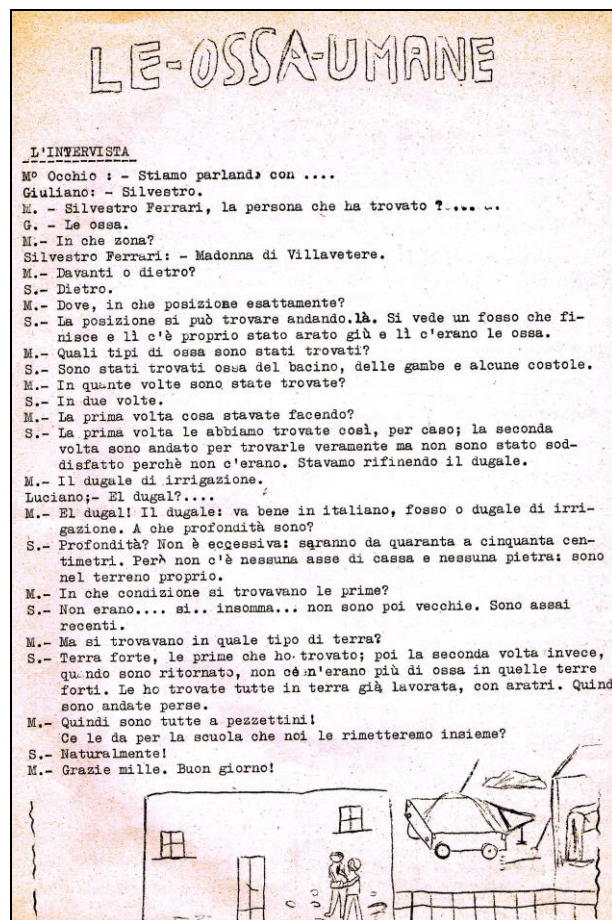 LE-OSSA-UMANE
L'INTERVISTA
M° Occhio : - Stiamo parlando con ....
Giuliano: - Silvestro.
M. - Silvestro Ferrari, la persona che ha trovato ?.... ..
G. - Le ossa.
M.- In che zona?
Silvestro Ferrari: - Madonna di Villavetere.
M.- Davanti o dietro?
S.- Dietro.
M.- Dove, in che posizione esattamente?
S.- La posizione si può trovare andando.là. Si vede un fosso che fi-
nisce e lì c'è proprio stato arato giù e lì c'erano le ossa.
M.- Quali tipi di ossa sono stati trovati?
S.- Sono stati trovati ossa del bacino, delle gambe e alcune costole.
M.- In quante volte sono state trovate?
S.- In due volte.
M.- La prima volta cosa stavate facendo?
S.- La prima volta le abbiamo trovate così, per caso; la seconda
volta sono andato per trovarle veramente ma non sono stato sod-
disfatto perchè non c'erano. Stavamo rifinendo il dugale.
M.- Il dugale di irrigazione.
Luciano;- El dugal?....
M.- El dugal! Il dugale: va bene in italiano, fosso o dugale di irri-
gazione. A che profondità sono?
S.- Profondità? Non è eccessiva: saranno da quaranta a cinquanta cen-
timetri. Però non c'è nessuna asse di cassa e nessuna pietra: sono
nel terreno proprio.
M.- In che condizione si trovavano le prime?
S.- Non erano.... si.. insomma... non sono poi vecchie. Sono assai
recenti.
M.- Ma si trovavano in quale tipo di terra?
S.- Terra forte, le prime che ho trovato; poi la seconda volta invece,
quando sono ritornato, non ce n'erano più di ossa in quelle terre
forti. Le ho trovate tutte in terra già lavorata, con aratri. Quind
sono andate perse.
M.- Quindi sono tutte a pezzettini!
Ce le da per la scuola che noi le rimetteremo insieme?
S.- Naturalmente!
M.- Grazie mille. Buon giorno!